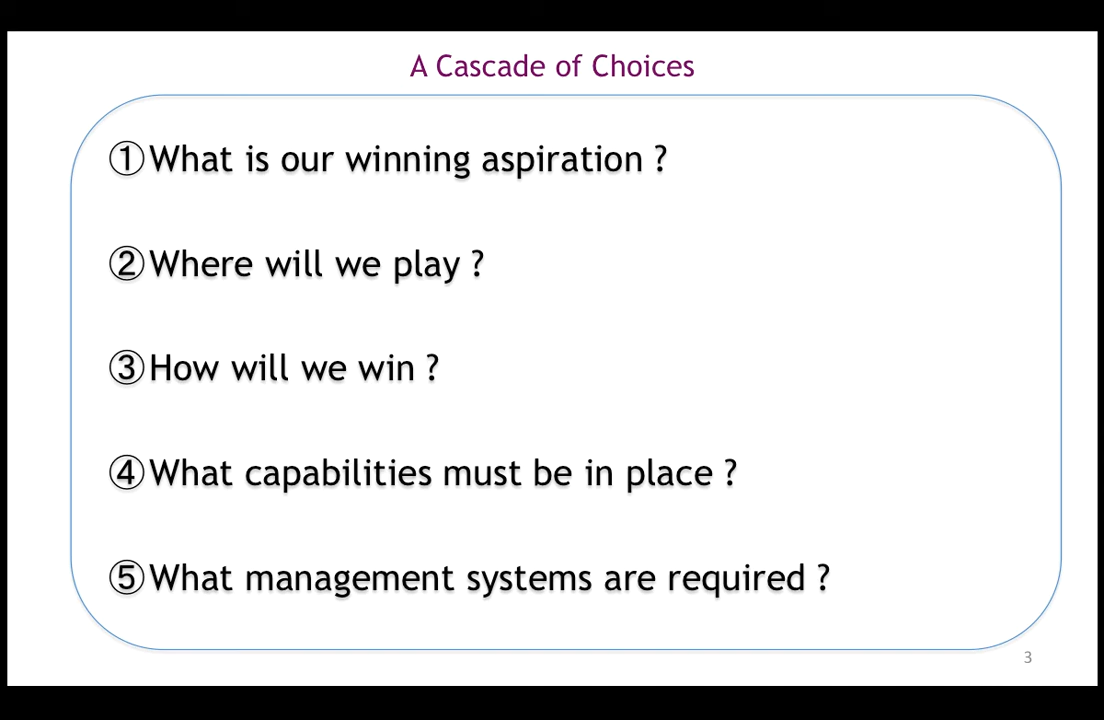 A Cascade of Choices
①What is our winning aspiration ?
②Where will we play ?
③How will we win ?
④What capabilities must be in place ?
⑤What management systems are required ?
3